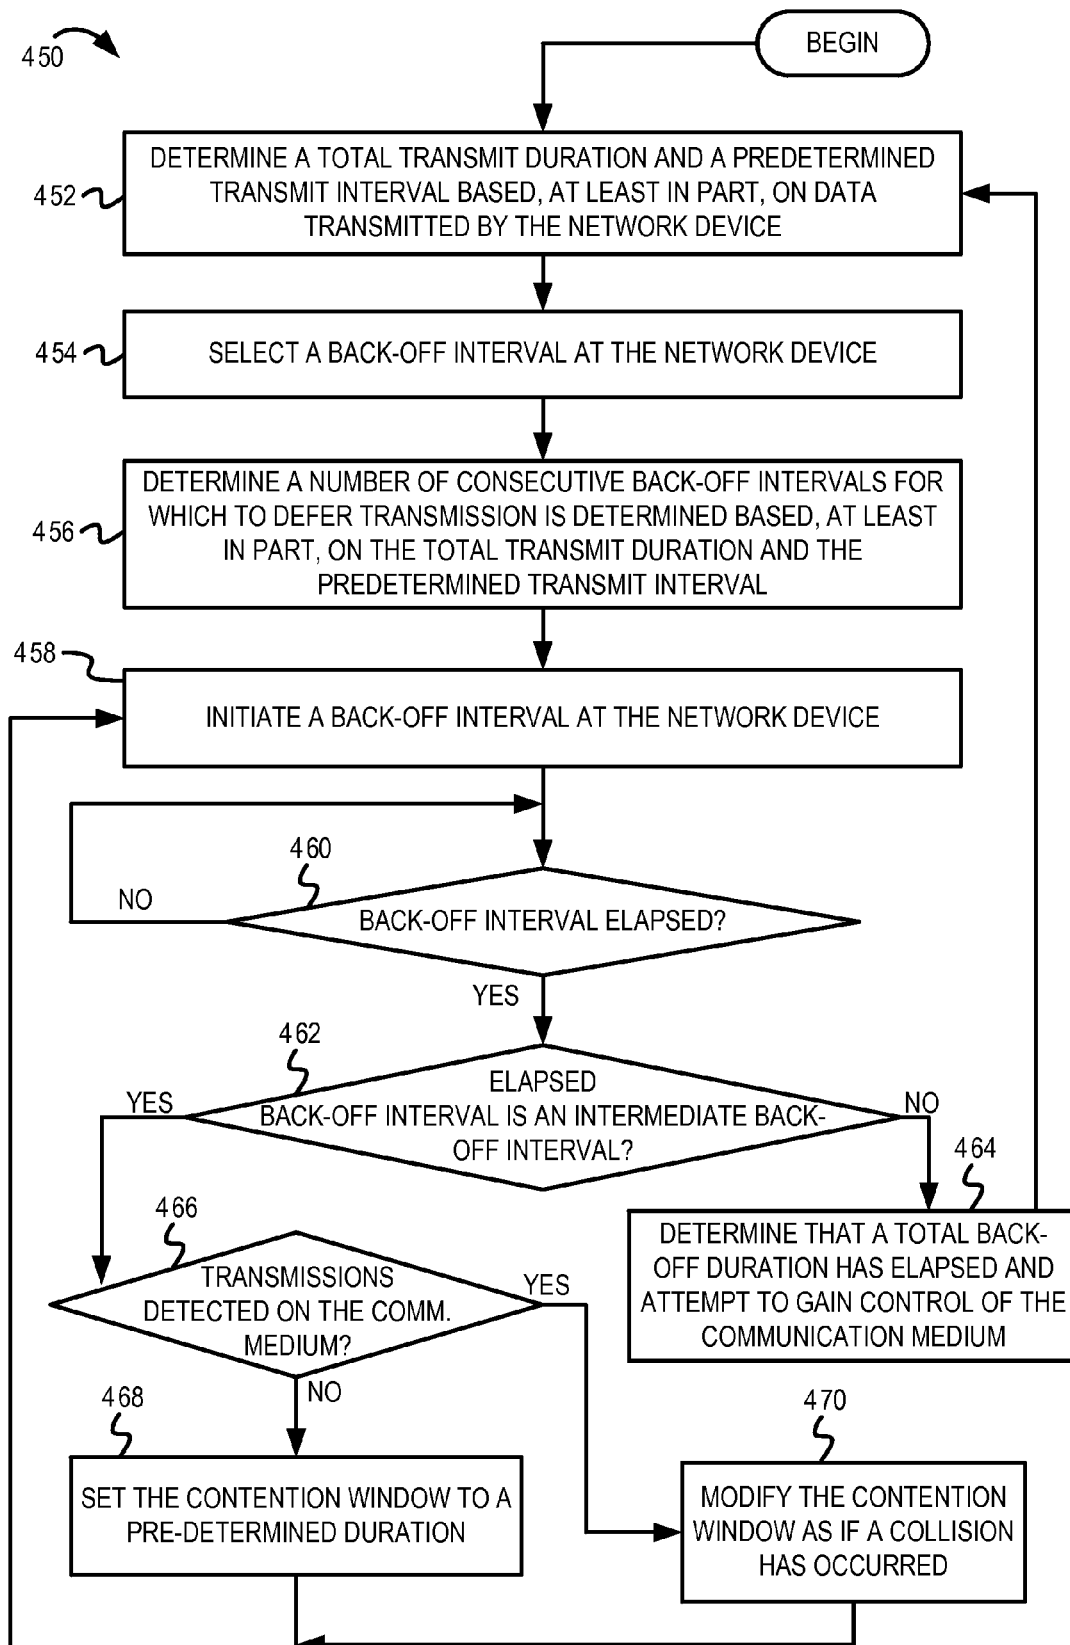 450
BEGIN
452
DETERMINE A TOTAL TRANSMIT DURATION AND A PREDETERMINED
TRANSMIT INTERVAL BASED, AT LEAST IN PART, ON DATA
TRANSMITTED BY THE NETWORK DEVICE
454
SELECT A BACK-OFF INTERVAL AT THE NETWORK DEVICE
456
DETERMINE A NUMBER OF CONSECUTIVE BACK-OFF INTERVALS FOR
WHICH TO DEFER TRANSMISSION IS DETERMINED BASED, AT LEAST
IN PART, ON THE TOTAL TRANSMIT DURATION AND THE
PREDETERMINED TRANSMIT INTERVAL
458
INITIATE A BACK-OFF INTERVAL AT THE NETWORK DEVICE
460
NO
BACK-OFF INTERVAL ELAPSED?
YES
462
YES
ELAPSED
BACK-OFF INTERVAL IS AN INTERMEDIATE BACK-
OFF INTERVAL?
NO
464
DETERMINE THAT A TOTAL BACK-
OFF DURATION HAS ELAPSED AND
ATTEMPT TO GAIN CONTROL OF THE
COMMUNICATION MEDIUM
466
TRANSMISSIONS
DETECTED ON THE COMM.
MEDIUM?
YES
NO
468
SET THE CONTENTION WINDOW TO A
PRE-DETERMINED DURATION
470
MODIFY THE CONTENTION
WINDOW AS IF A COLLISION
HAS OCCURRED